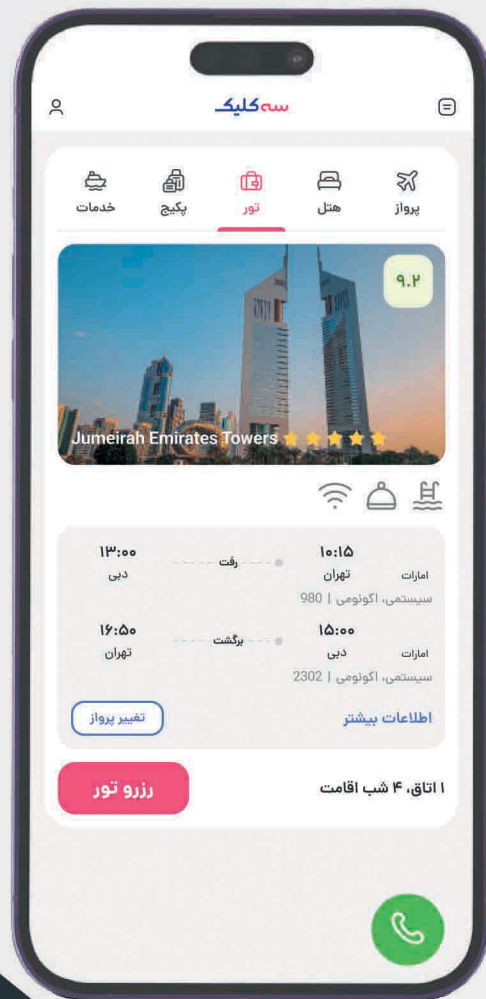 سه کلیک
پرواز هتل تور پکیج خدمات
۹.۲
Jumeirah Emirates Towers
۱۰:۱۵ رفت ۱۳:۰۰
امارات تهران دبی
سیستمی، اکونومی | 980
۱۵:۰۰ برگشت ۱۶:۵۰
امارات دبی تهران
سیستمی، اکونومی | 2302
اطلاعات بیشتر تغییر پرواز
۱ اتاق، ۴ شب اقامت رزرو تور